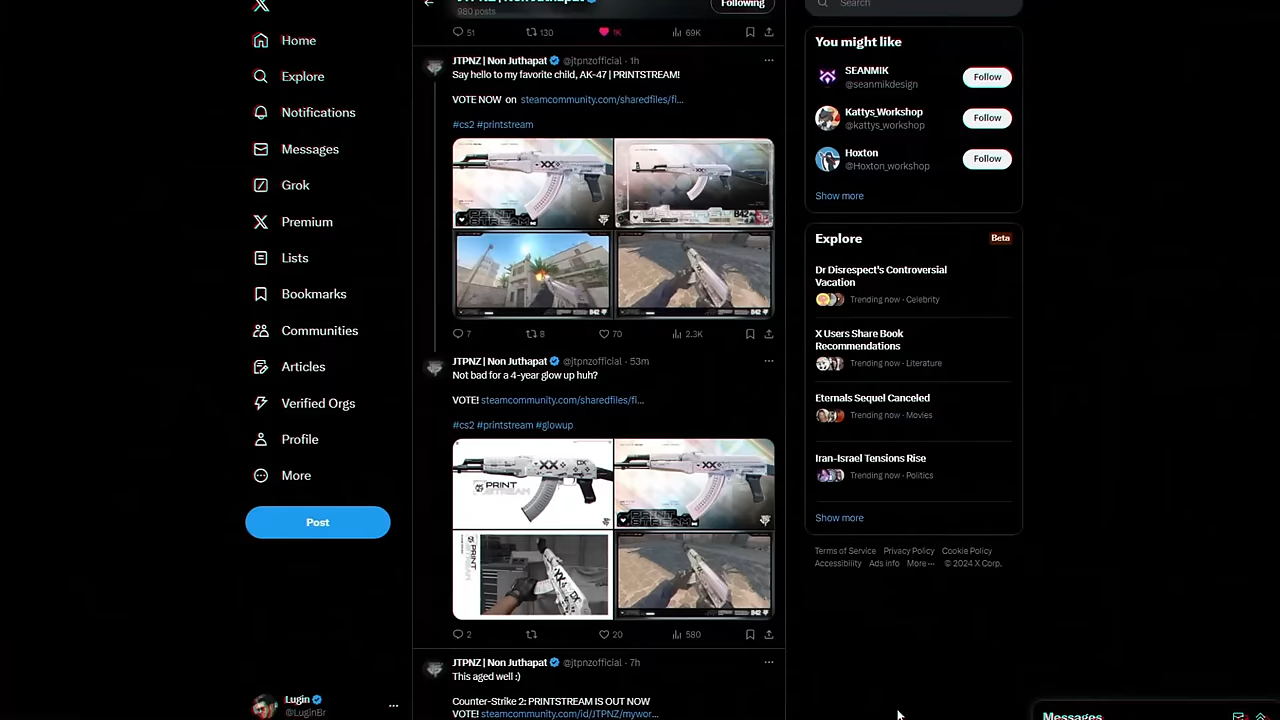 Home
Explore
Notifications
Messages
Grok
Premium
Lists
Bookmarks
Communities
Articles
Verified Orgs
Profile
More
Post
Lugin
@LuginBr
980 posts
Following
51 130 1K 69K
JTPNZ | Non Juthapat @jtpnzofficial · 1h
Say hello to my favorite child, AK-47 | PRINTSTREAM!
VOTE NOW on steamcommunity.com/sharedfiles/fi...
#cs2 #printstream
7 8 70 2.3K
JTPNZ | Non Juthapat @jtpnzofficial · 53m
Not bad for a 4-year glow up huh?
VOTE! steamcommunity.com/sharedfiles/fi...
#cs2 #printstream #glowup
PRINT
STREAM
2 20 580
JTPNZ | Non Juthapat @jtpnzofficial · 7h
This aged well :)
Counter-Strike 2: PRINTSTREAM IS OUT NOW
VOTE! steamcommunity.com/id/JTPNZ/mywor...
Search
You might like
SEANMIK
@seanmikdesign
Follow
Kattys_Workshop
@kattys_workshop
Follow
Hoxton
@Hoxton_workshop
Follow
Show more
Explore
Beta
Dr Disrespect's Controversial
Vacation
Trending now · Celebrity
X Users Share Book
Recommendations
Trending now · Literature
Eternals Sequel Canceled
Trending now · Movies
Iran-Israel Tensions Rise
Trending now · Politics
Show more
Terms of Service Privacy Policy Cookie Policy
Accessibility Ads info More ··· © 2024 X Corp.
Messages